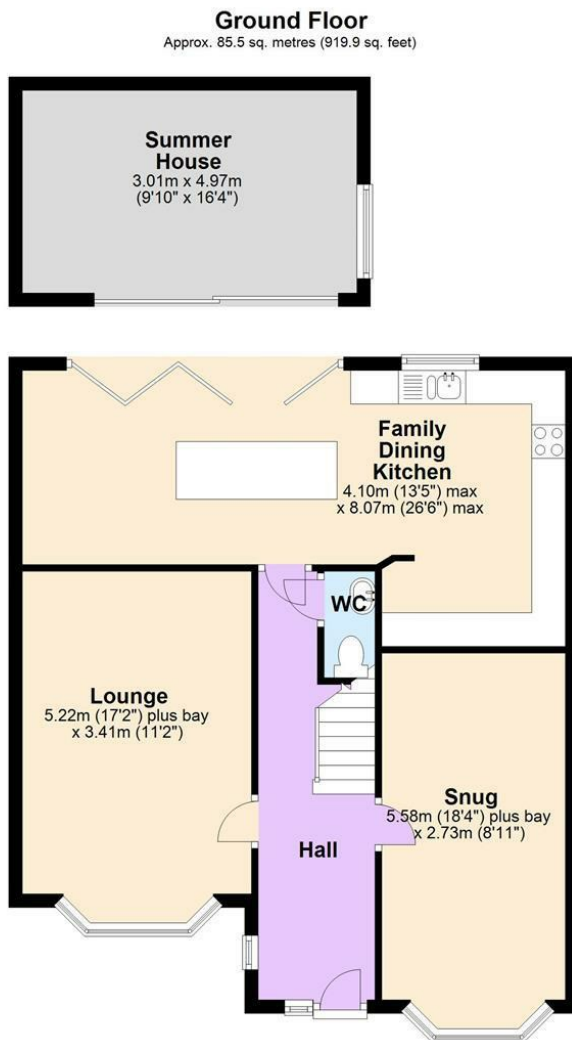 Ground Floor
Approx. 85.5 sq. metres (919.9 sq. feet)
Summer
House
3.01m x 4.97m
(9'10" x 16'4")
Family
Dining
Kitchen
4.10m (13'5") max
x 8.07m (26'6") max
WC
Lounge
5.22m (17'2") plus bay
x 3.41m (11'2")
Snug
5.58m (18'4") plus bay
x 2.73m (8'11")
Hall